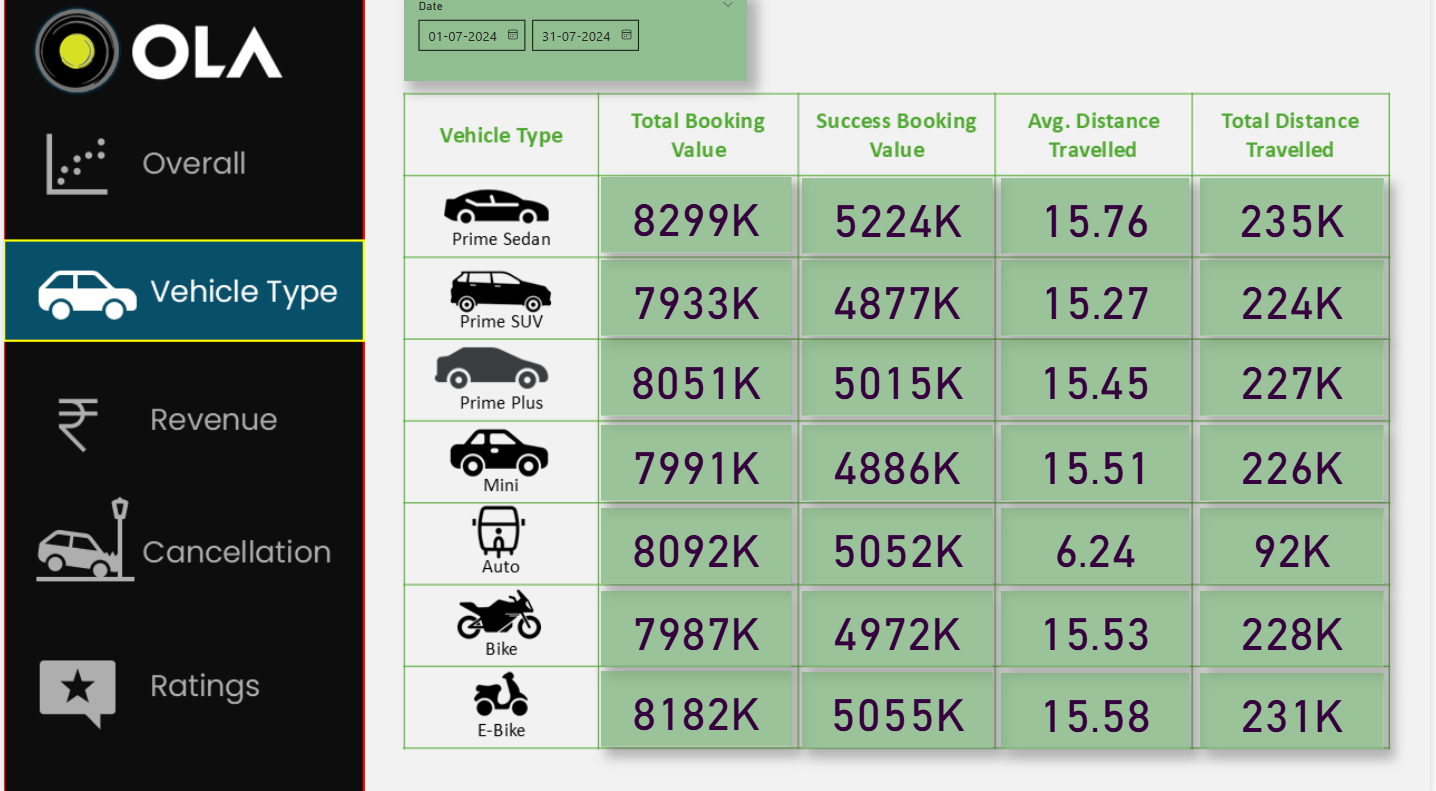 OLA
Overall
Vehicle Type
Revenue
Cancellation
Ratings
Date
01-07-2024 31-07-2024
Vehicle Type Total Booking Value Success Booking Value Avg. Distance Travelled Total Distance Travelled
Prime Sedan 8299K 5224K 15.76 235K
Prime SUV 7933K 4877K 15.27 224K
Prime Plus 8051K 5015K 15.45 227K
Mini 7991K 4886K 15.51 226K
Auto 8092K 5052K 6.24 92K
Bike 7987K 4972K 15.53 228K
E-Bike 8182K 5055K 15.58 231K